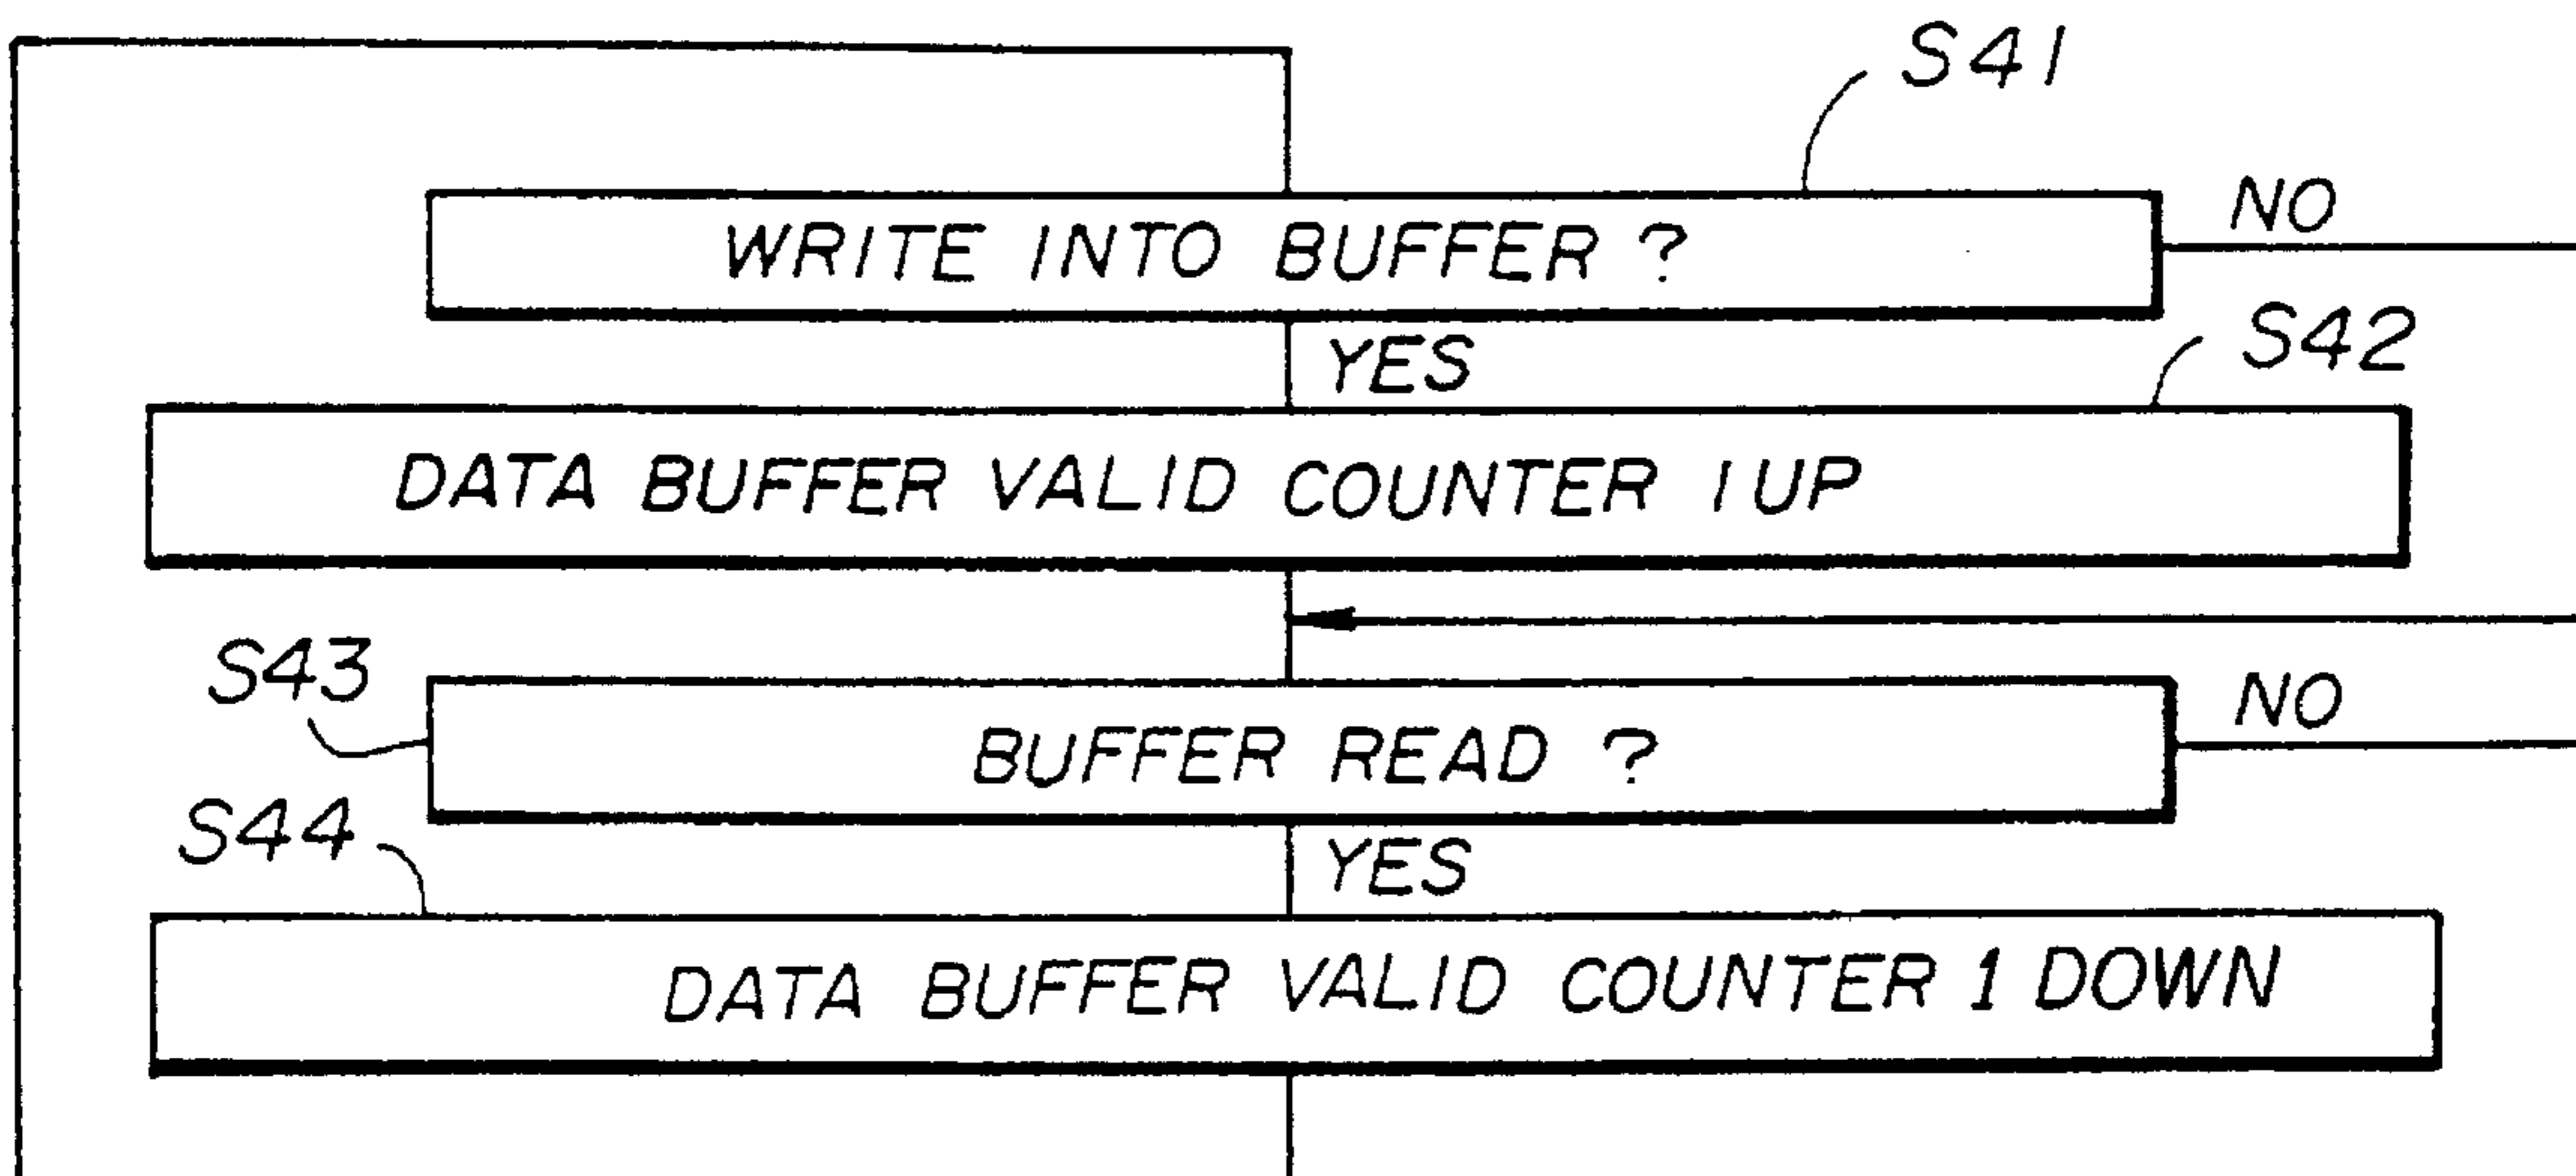 S41
WRITE INTO BUFFER ?
NO
YES
S42
DATA BUFFER VALID COUNTER 1 UP
S43
BUFFER READ ?
NO
S44
YES
DATA BUFFER VALID COUNTER 1 DOWN